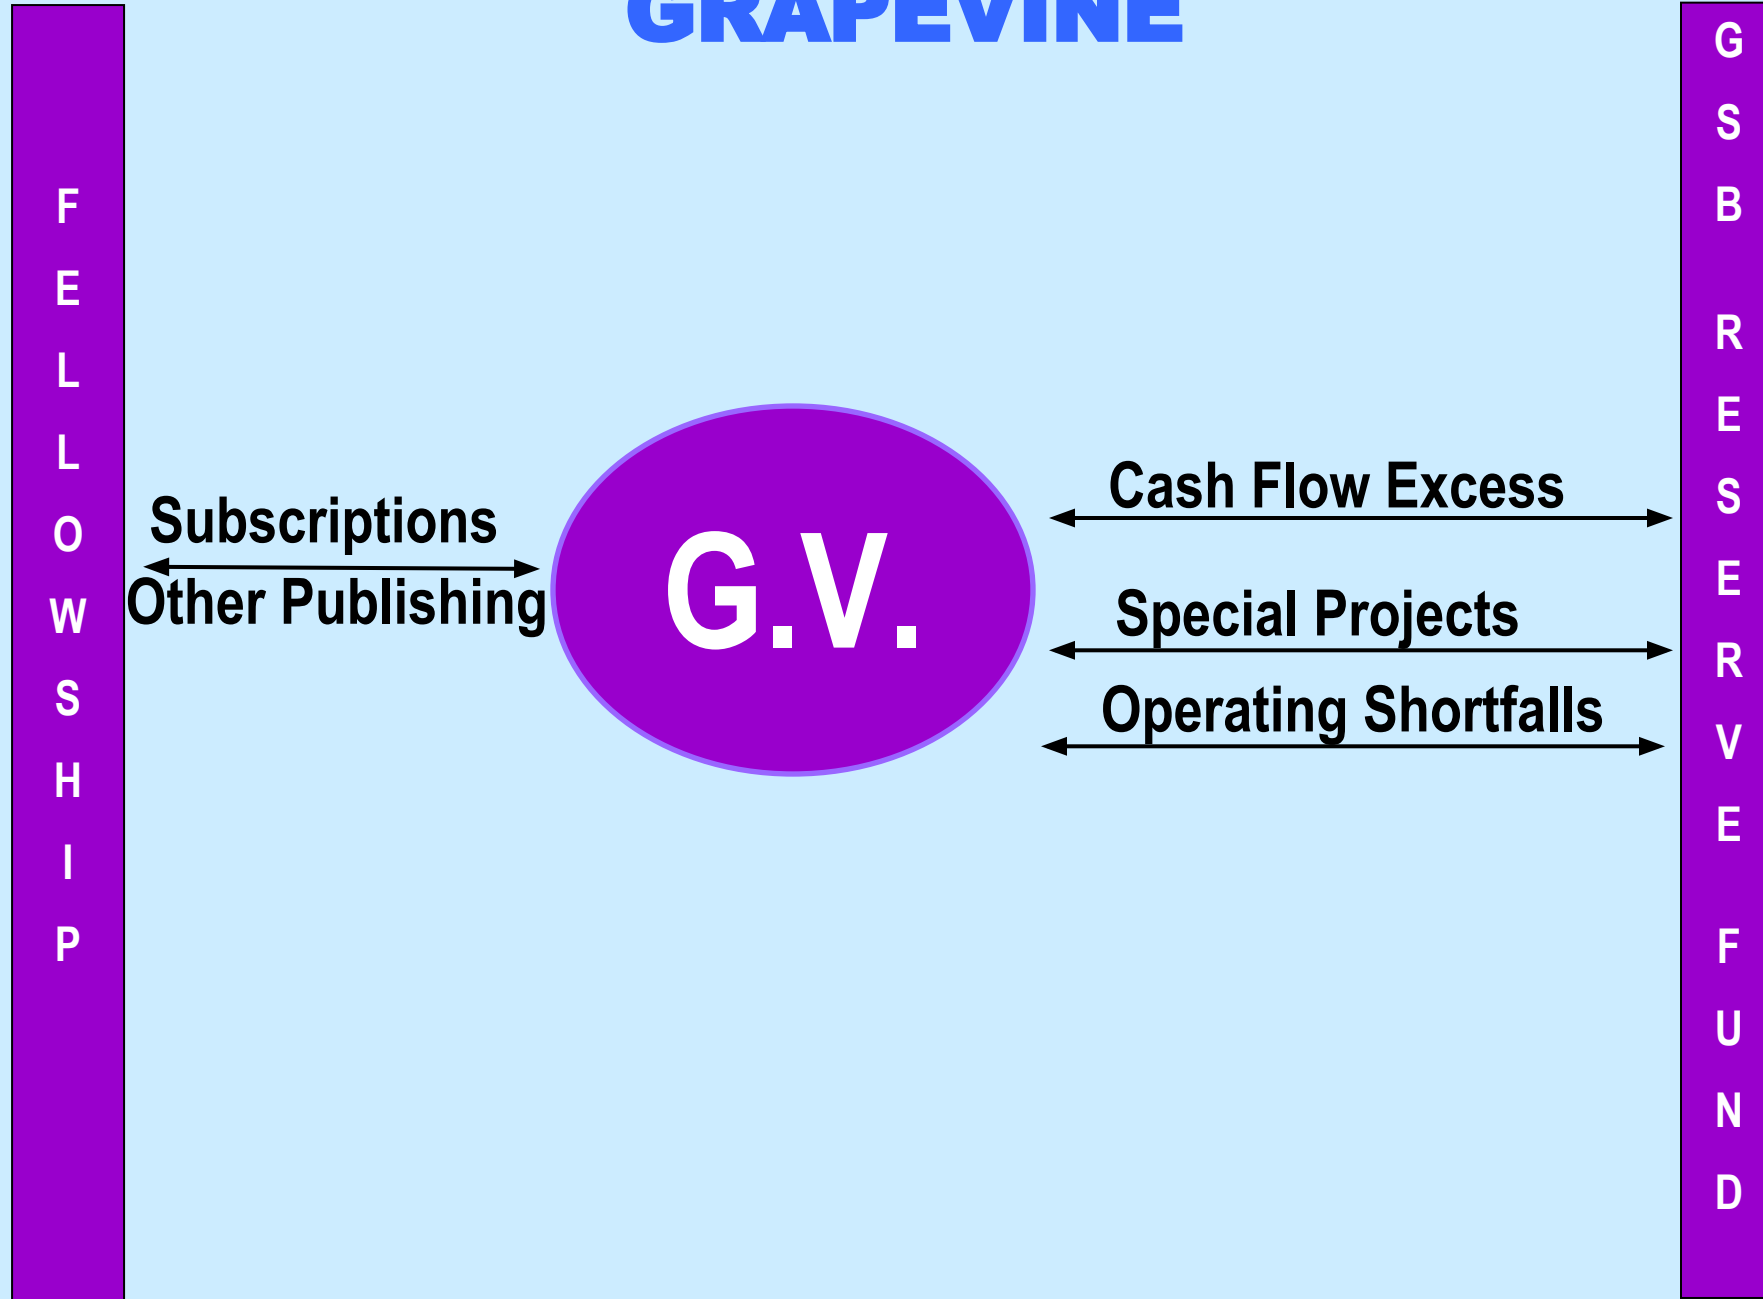 GRAPEVINE
FELLOWSHIP
Subscriptions
Other Publishing
G.V.
Cash Flow Excess
Special Projects
Operating Shortfalls
GSB RESERVE FUND